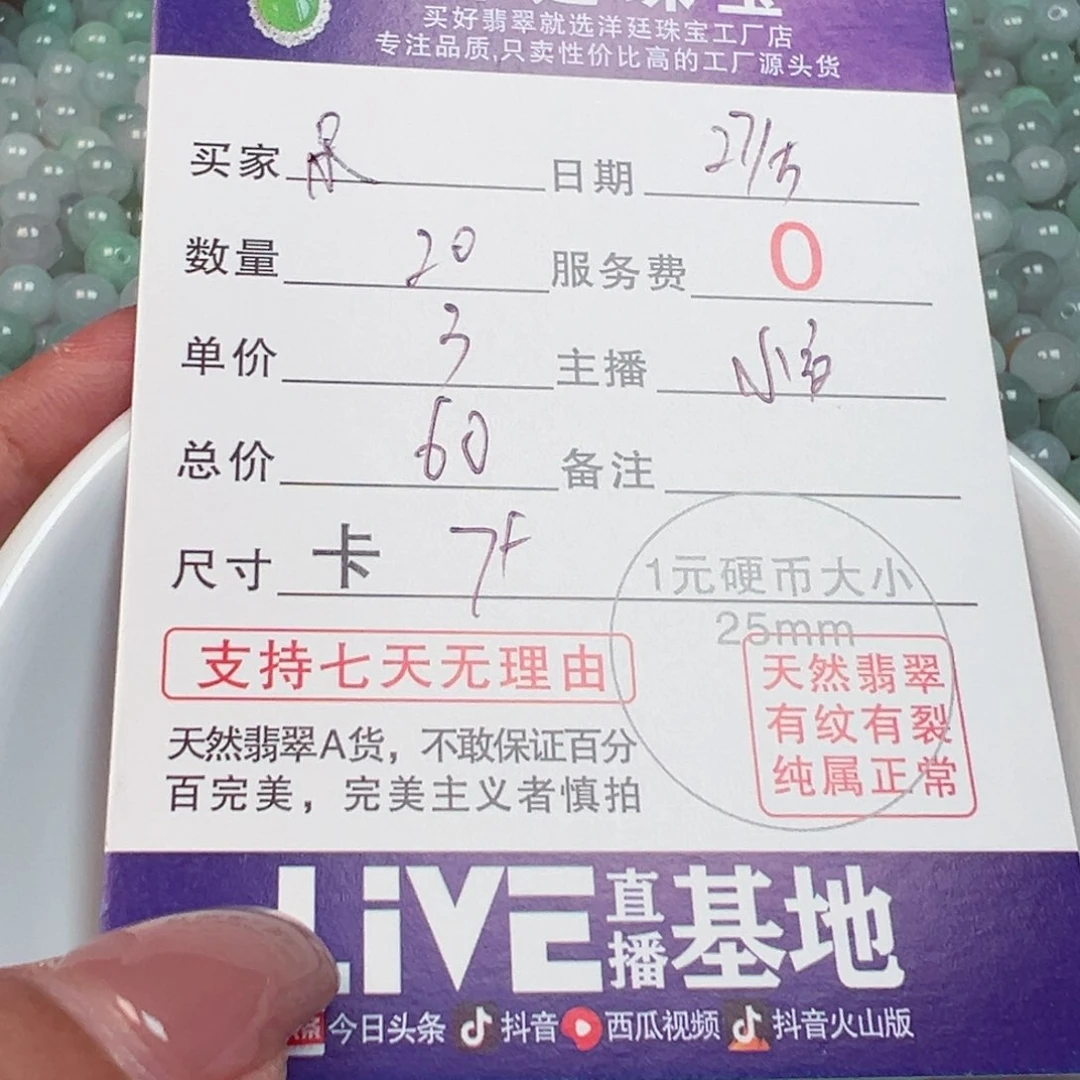 买好翡翠就选洋廷珠宝工厂店
专注品质,只卖性价比高的工厂源头货
买家 日期
数量 20 服务费 0
单价 3 主播
总价 60 备注
尺寸 卡 7+
1元硬币大小
25mm
支持七天无理由
天然翡翠
有纹有裂
纯属正常
天然翡翠A货，不敢保证百分
百完美，完美主义者慎拍
LiVE 直播 基地
今日头条 抖音 西瓜视频 抖音火山版